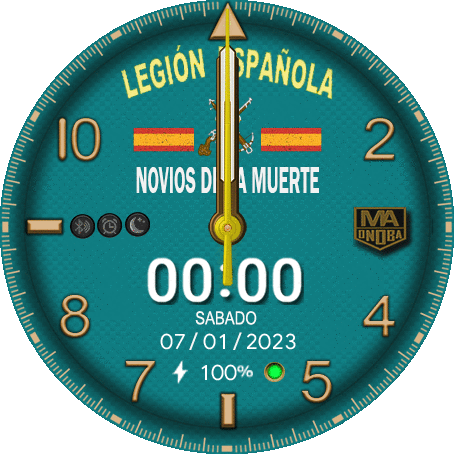 LEGIÓN ESPAÑOLA
10
2
NOVIOS DE LA MUERTE
MA
ONOBA
00:00
8
4
SABADO
07/01/2023
7
100%
5